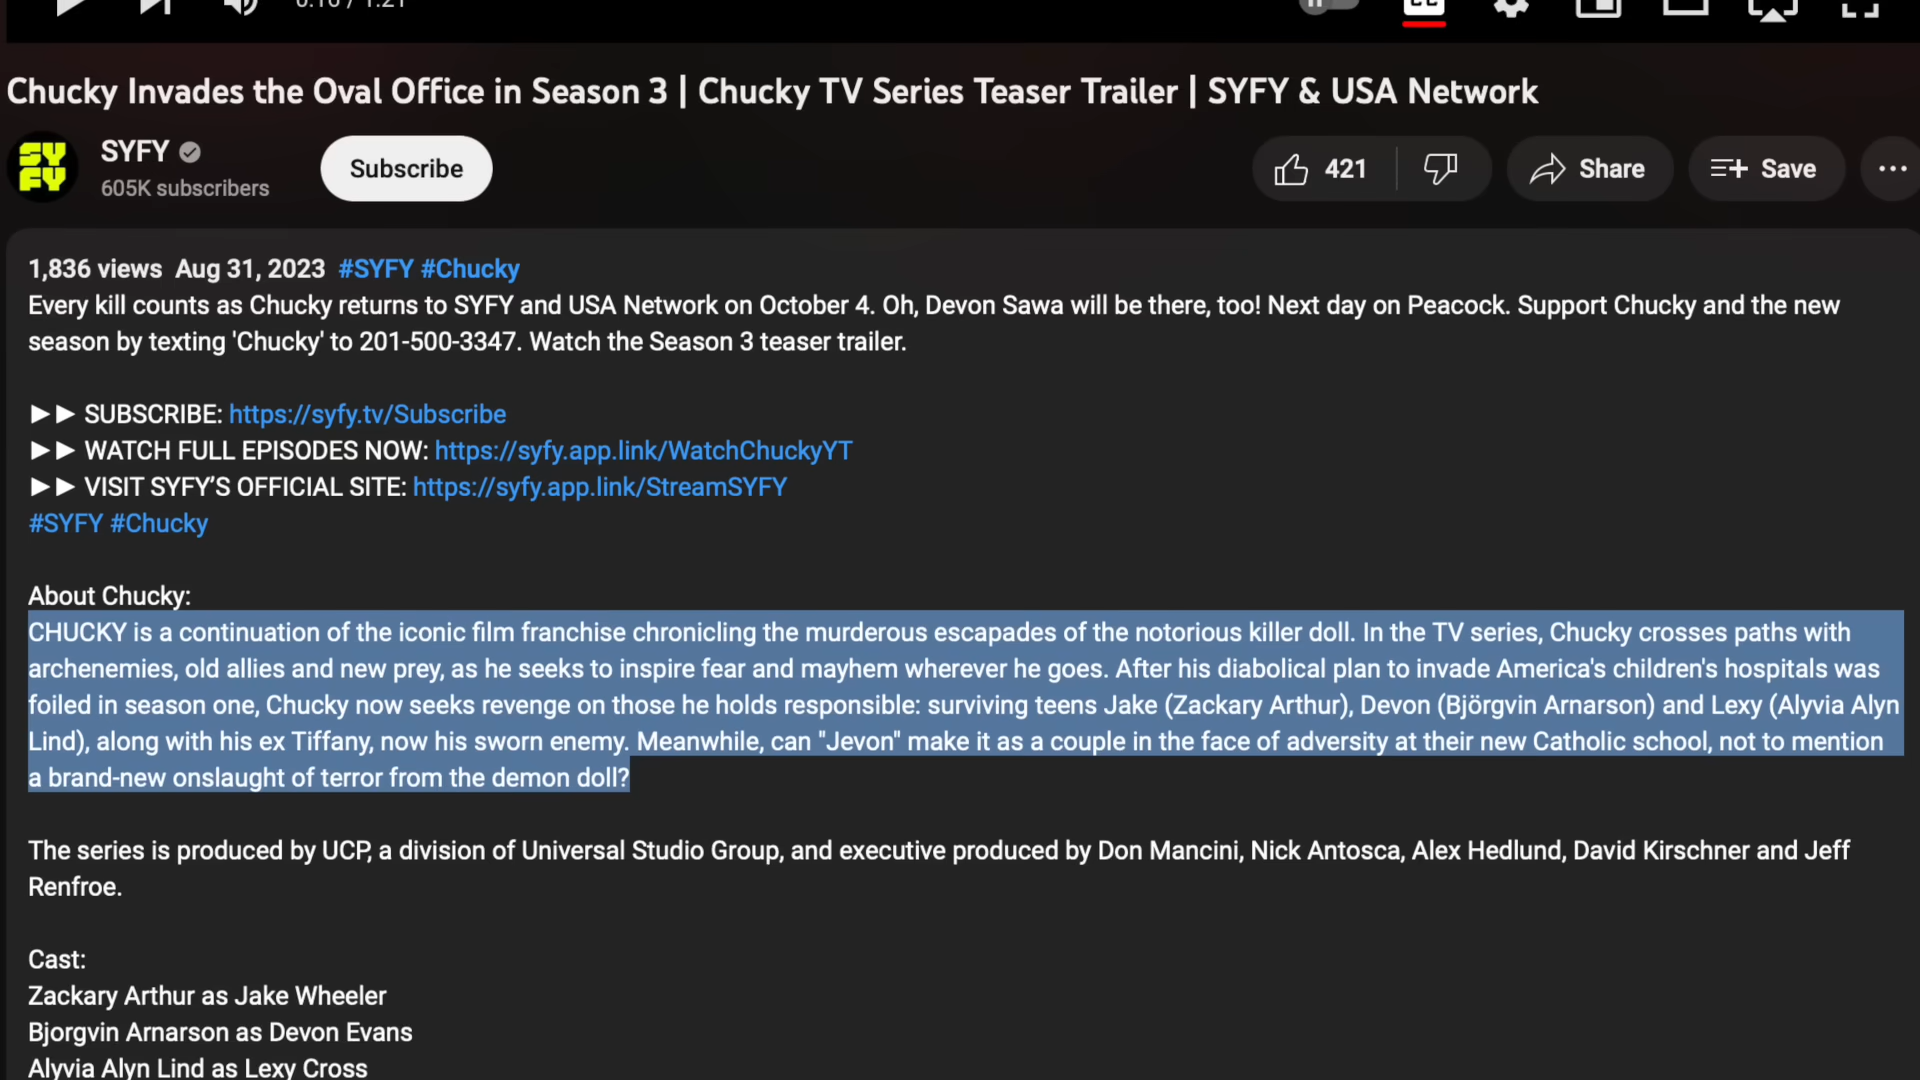 Chucky Invades the Oval Office in Season 3 | Chucky TV Series Teaser Trailer | SYFY & USA Network
SY
FY
SYFY
605K subscribers
Subscribe
421
Share
Save
1,836 views Aug 31, 2023 #SYFY #Chucky
Every kill counts as Chucky returns to SYFY and USA Network on October 4. Oh, Devon Sawa will be there, too! Next day on Peacock. Support Chucky and the new
season by texting 'Chucky' to 201-500-3347. Watch the Season 3 teaser trailer.
►► SUBSCRIBE: https://syfy.tv/Subscribe
►► WATCH FULL EPISODES NOW: https://syfy.app.link/WatchChuckyYT
►► VISIT SYFY’S OFFICIAL SITE: https://syfy.app.link/StreamSYFY
#SYFY #Chucky
About Chucky:
CHUCKY is a continuation of the iconic film franchise chronicling the murderous escapades of the notorious killer doll. In the TV series, Chucky crosses paths with
archenemies, old allies and new prey, as he seeks to inspire fear and mayhem wherever he goes. After his diabolical plan to invade America's children's hospitals was
foiled in season one, Chucky now seeks revenge on those he holds responsible: surviving teens Jake (Zackary Arthur), Devon (Björgvin Arnarson) and Lexy (Alyvia Alyn
Lind), along with his ex Tiffany, now his sworn enemy. Meanwhile, can "Jevon" make it as a couple in the face of adversity at their new Catholic school, not to mention
a brand-new onslaught of terror from the demon doll?
The series is produced by UCP, a division of Universal Studio Group, and executive produced by Don Mancini, Nick Antosca, Alex Hedlund, David Kirschner and Jeff
Renfroe.
Cast:
Zackary Arthur as Jake Wheeler
Bjorgvin Arnarson as Devon Evans
Alyvia Alyn Lind as Lexy Cross